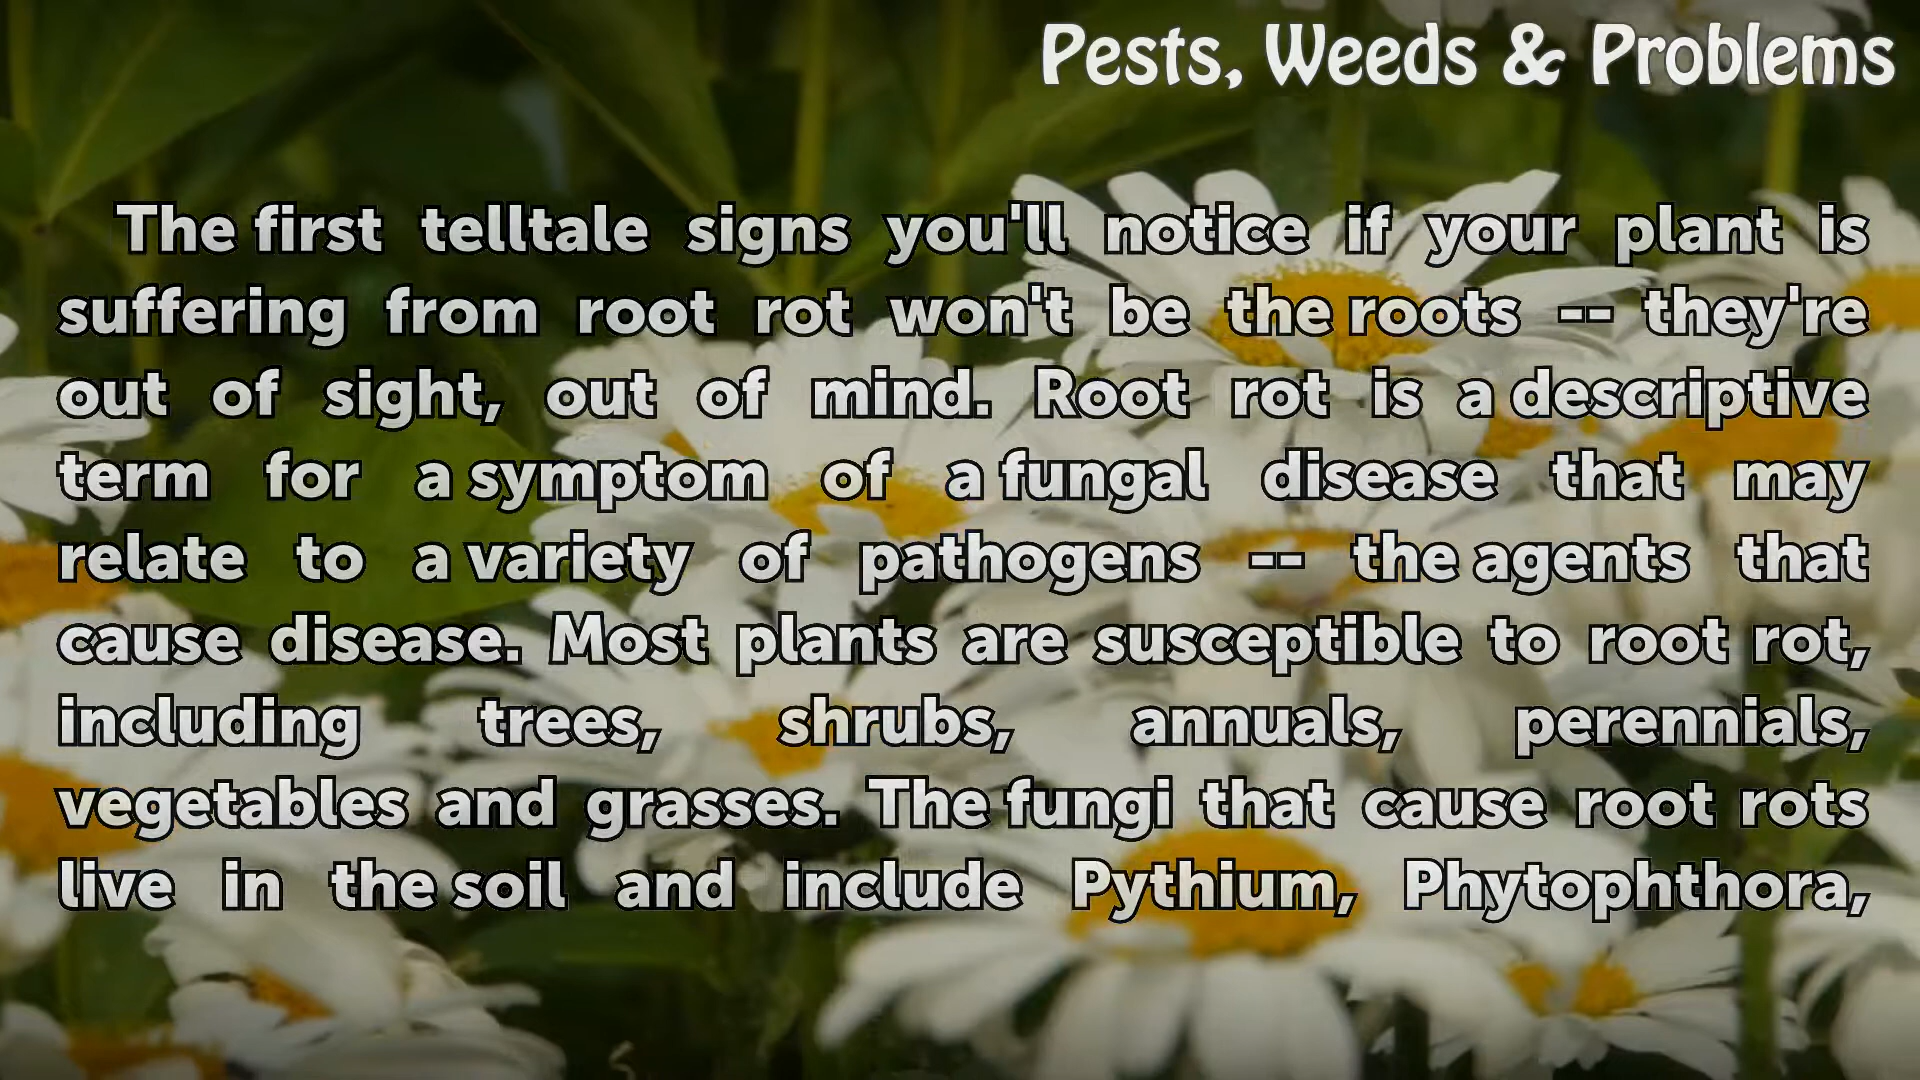 Pests, Weeds & Problems
The first telltale signs you'll notice if your plant is
suffering from root rot won't be the roots -- they're
out of sight, out of mind. Root rot is a descriptive
term for a symptom of a fungal disease that may
relate to a variety of pathogens -- the agents that
cause disease. Most plants are susceptible to root rot,
including trees, shrubs, annuals, perennials,
vegetables and grasses. The fungi that cause root rots
live in the soil and include Pythium, Phytophthora,